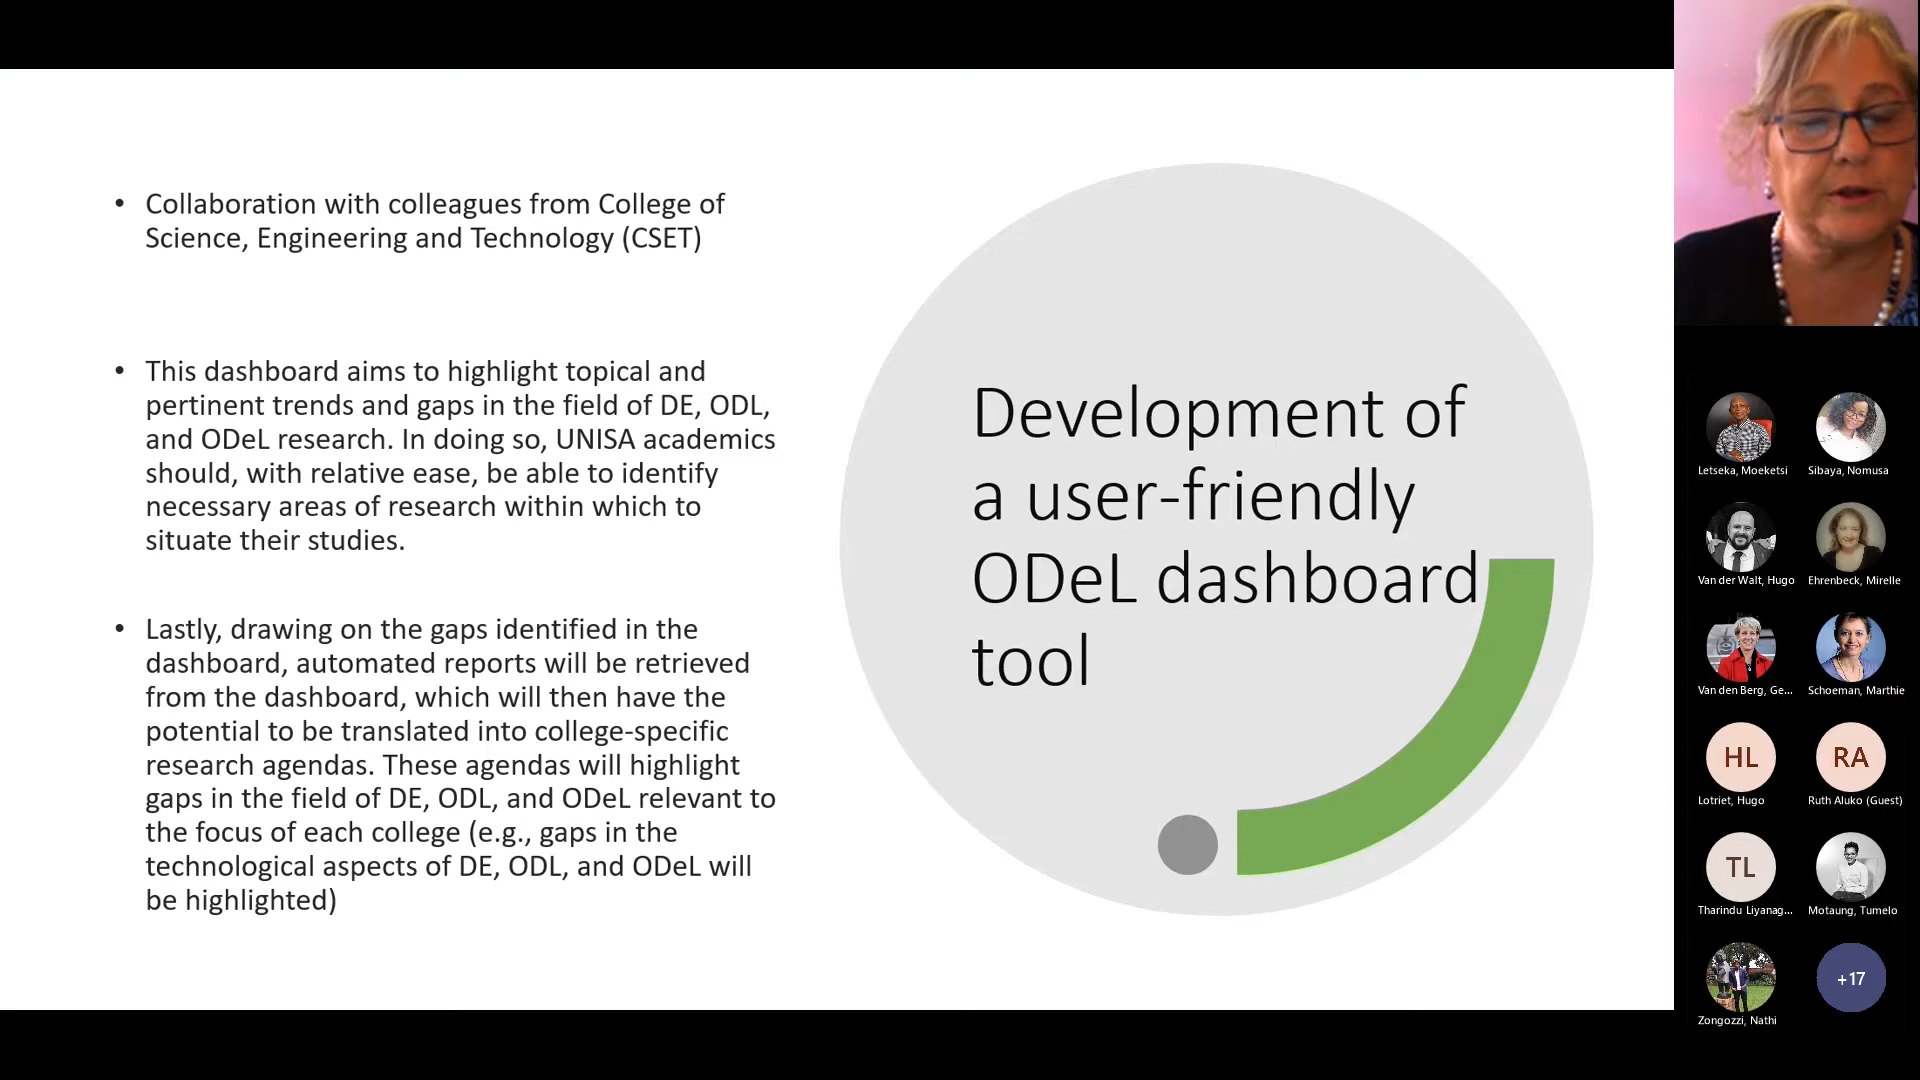 • Collaboration with colleagues from College of
Science, Engineering and Technology (CSET)
• This dashboard aims to highlight topical and
pertinent trends and gaps in the field of DE, ODL,
and ODeL research. In doing so, UNISA academics
should, with relative ease, be able to identify
necessary areas of research within which to
situate their studies.
• Lastly, drawing on the gaps identified in the
dashboard, automated reports will be retrieved
from the dashboard, which will then have the
potential to be translated into college-specific
research agendas. These agendas will highlight
gaps in the field of DE, ODL, and ODeL relevant to
the focus of each college (e.g., gaps in the
technological aspects of DE, ODL, and ODeL will
be highlighted)
Development of
a user-friendly
ODeL dashboard
tool
Letseka, Moeketsi
Sibaya, Nomusa
Van der Walt, Hugo
Ehrenbeck, Mirelle
Van den Berg, Ge...
Schoeman, Marthie
HL
Lotriet, Hugo
RA
Ruth Aluko (Guest)
TL
Tharindu Liyanag...
Motaung, Tumelo
Zongozzi, Nathi
+17